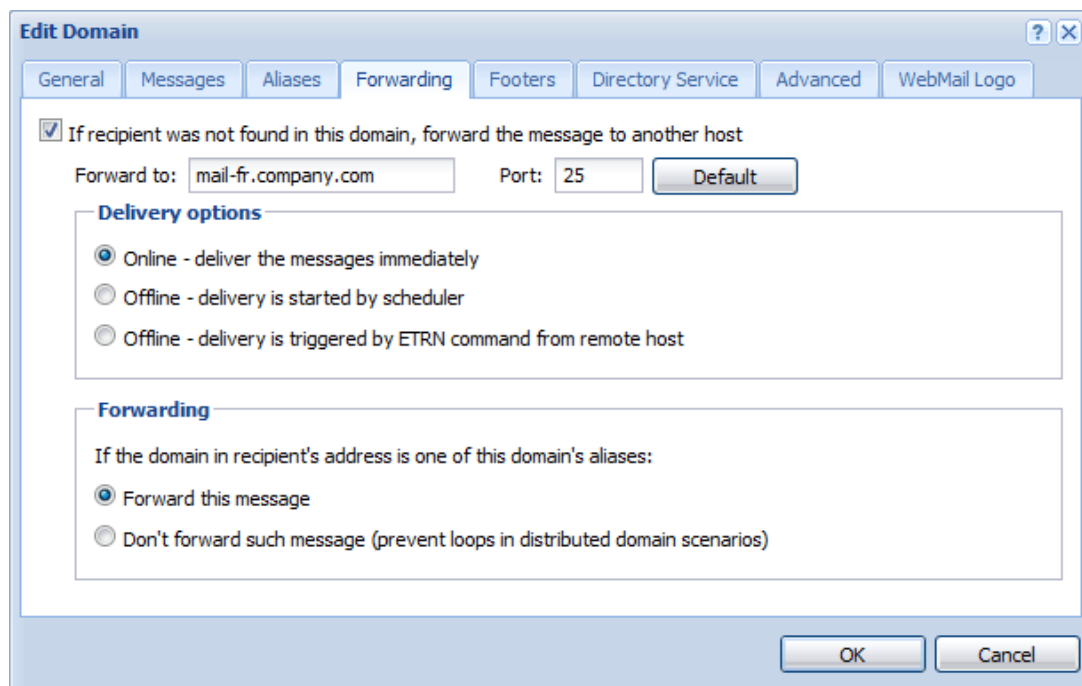 Edit Domain
?
General Messages Aliases Forwarding Footers Directory Service Advanced WebMail Logo
If recipient was not found in this domain, forward the message to another host
Forward to: mail-fr.company.com Port: 25 Default
Delivery options
Online - deliver the messages immediately
Offline - delivery is started by scheduler
Offline - delivery is triggered by ETRN command from remote host
Forwarding
If the domain in recipient's address is one of this domain's aliases:
Forward this message
Don't forward such message (prevent loops in distributed domain scenarios)
OK Cancel